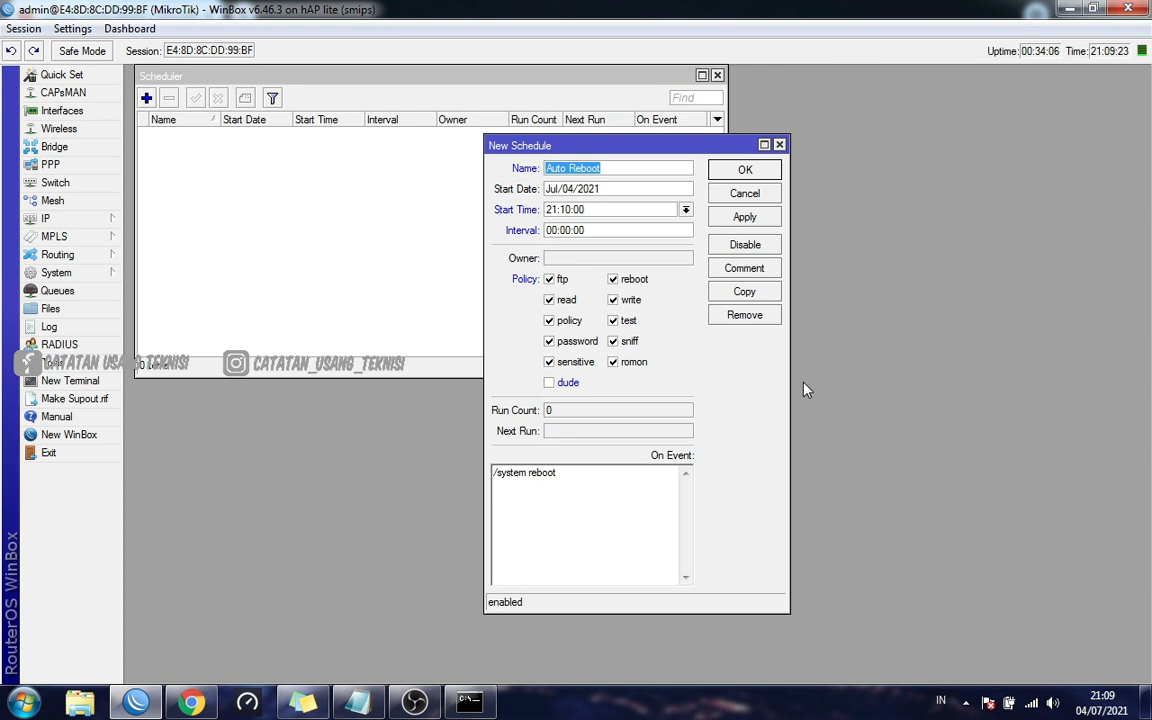 admin@E4:8D:8C:DD:99:BF (MikroTik) - WinBox v6.46.3 on hAP lite (smips)
Session Settings Dashboard
Safe Mode Session: E4:8D:8C:DD:99:BF Uptime: 00:34:06 Time: 21:09:23
Quick Set
CAPsMAN
Interfaces
Wireless
Bridge
PPP
Switch
Mesh
IP
MPLS
Routing
System
Queues
Files
Log
RADIUS
New Terminal
Make Supout.rif
Manual
New WinBox
Exit
RouterOS WinBox
Scheduler
Find
Name / Start Date Start Time Interval Owner Run Count Next Run On Event
New Schedule
Name: Auto Reboot OK
Start Date: Jul/04/2021 Cancel
Start Time: 21:10:00 Apply
Interval: 00:00:00
Disable
Owner:
Comment
Policy: ftp reboot
Copy
read write
Remove
policy test
password sniff
sensitive romon
dude
Run Count: 0
Next Run:
On Event:
/system reboot
enabled
CATATAN USANG_TEKNISI CATATAN_USANG_TEKNISI
IN 21:09
04/07/2021